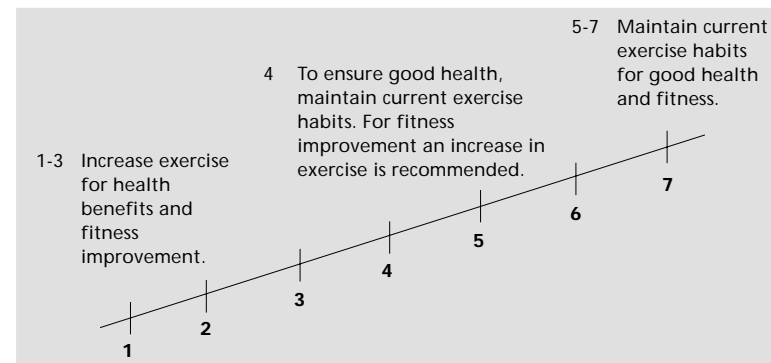 5-7 Maintain current
exercise habits
for good health
and fitness.
4 To ensure good health,
maintain current exercise
habits. For fitness
improvement an increase in
exercise is recommended.
1-3 Increase exercise
for health
benefits and
fitness
improvement.
1
2
3
4
5
6
7